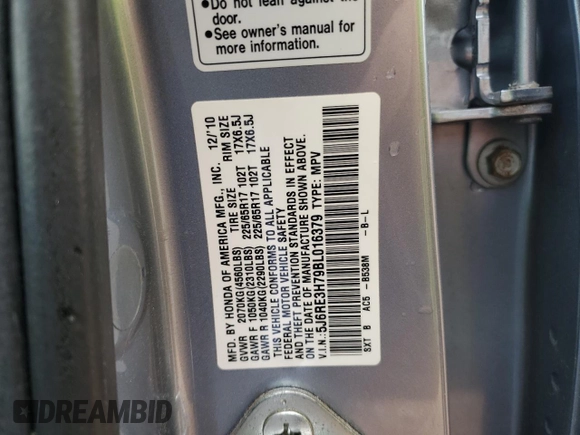 ●Do not lean against the
door.
●See owner's manual for
more information.
MFD. BY HONDA OF AMERICA MFG., INC. 12/'10
TIRE SIZE RIM SIZE
GVWR 2070KG(4560LBS)
GAWR F 1050KG(2310LBS) 225/65R17 102T 17X6.5J
GAWR R 1040KG(2290LBS) 225/65R17 102T 17X6.5J
THIS VEHICLE CONFORMS TO ALL APPLICABLE
FEDERAL MOTOR VEHICLE SAFETY
AND THEFT PREVENTION STANDARDS IN EFFECT
ON THE DATE OF MANUFACTURE SHOWN ABOVE.
V.I.N.:5J6RE3H79BL016379 TYPE: MPV
SXT B AC5 -B538M -B-L
DREAMBID